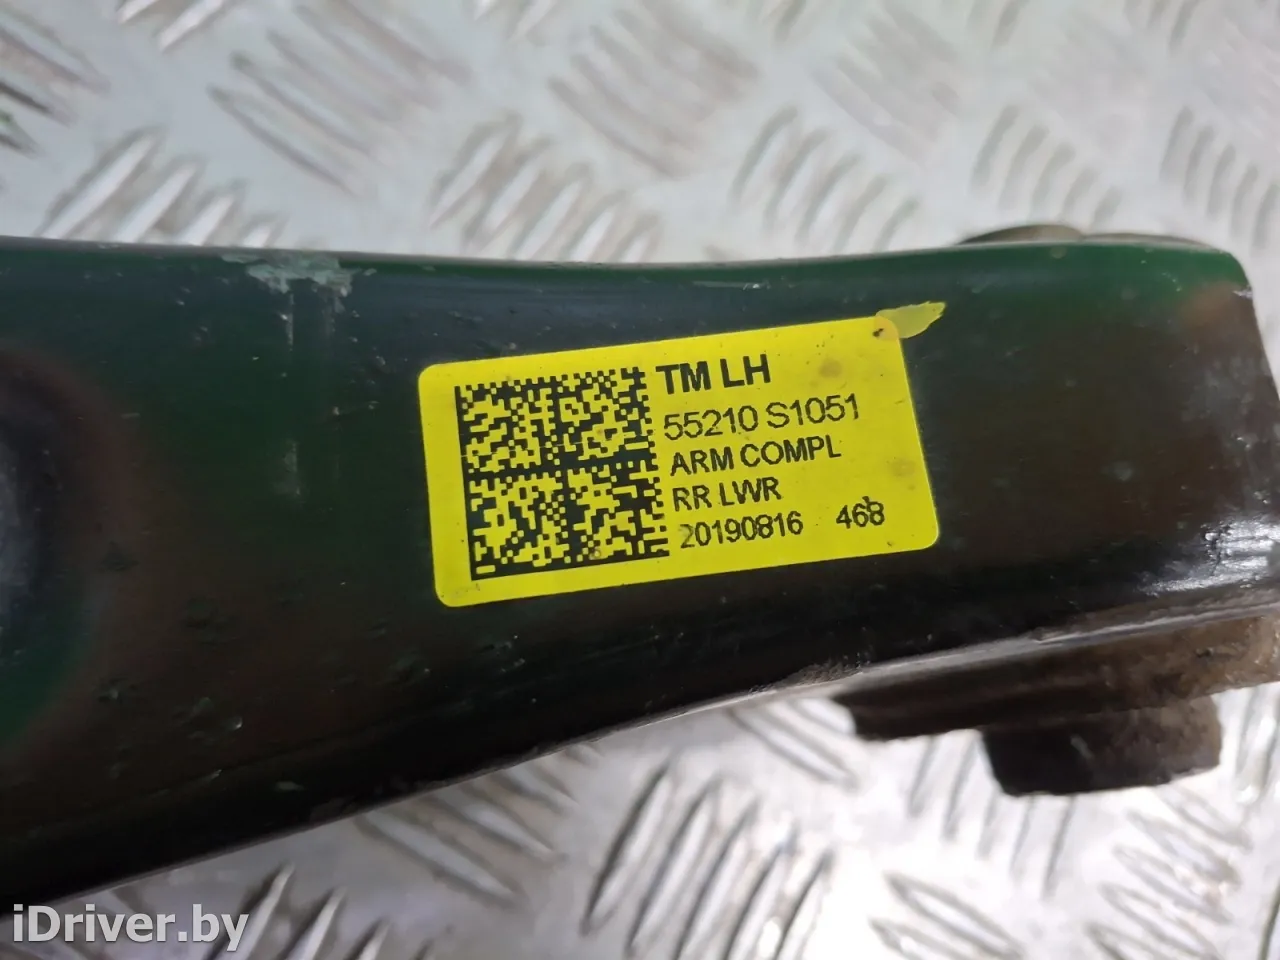 TM LH
55210 S1051
ARM COMPL
RR LWR
20190816 468
iDriver.by